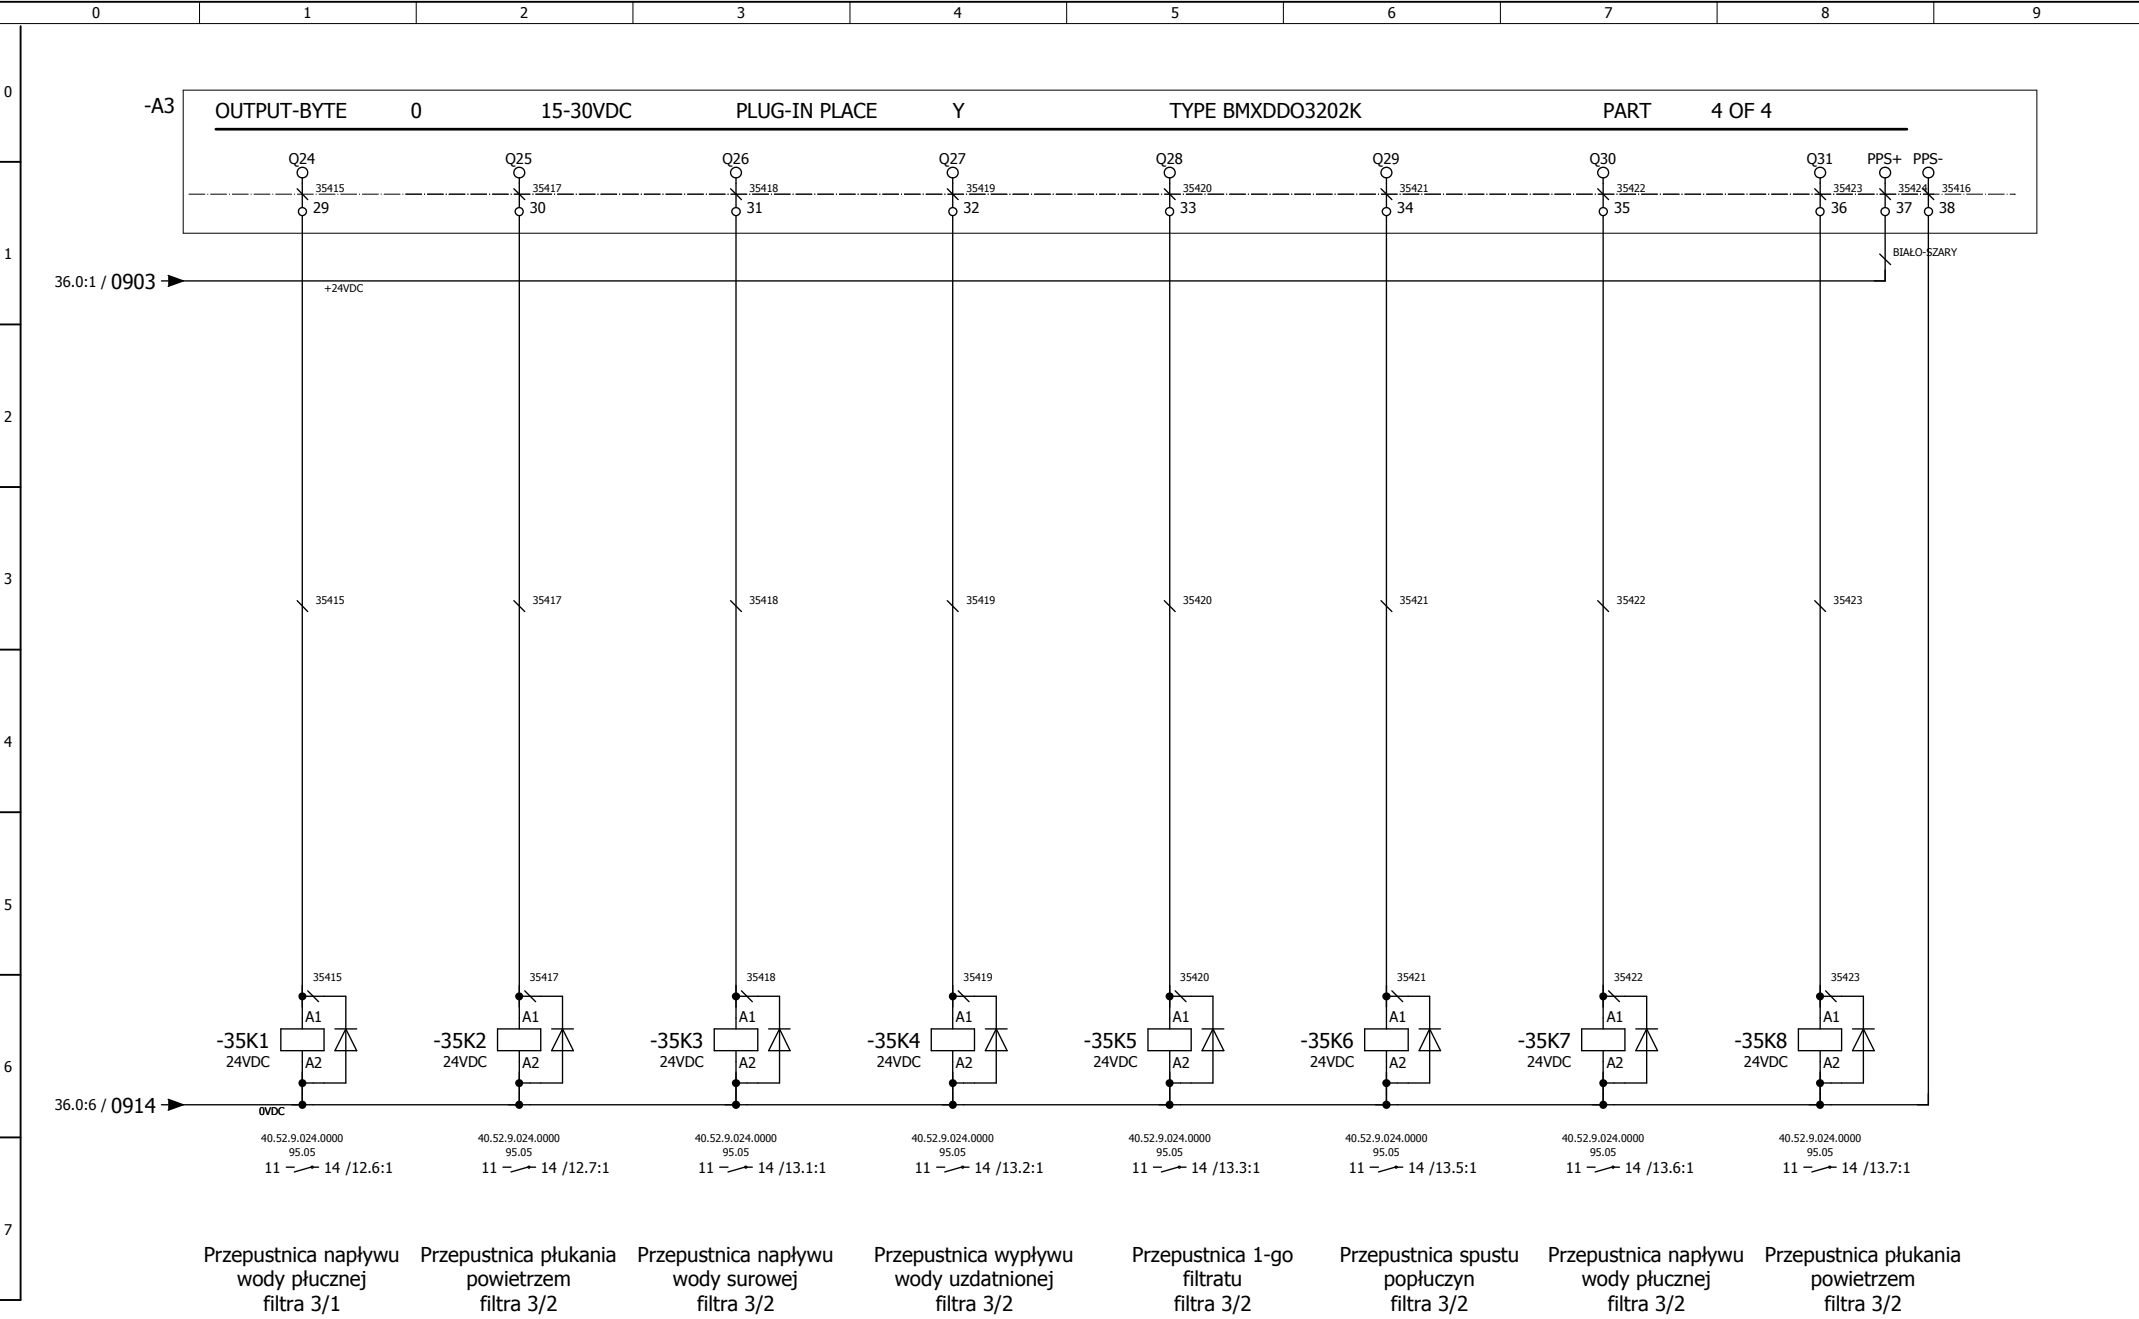 0 1 2 3 4 5 6 7 8 9
0
-A3 OUTPUT-BYTE 0 15-30VDC PLUG-IN PLACE Y TYPE BMXDDO3202K PART 4 OF 4
Q24 Q25 Q26 Q27 Q28 Q29 Q30 Q31 PPS+ PPS-
35415 35417 35418 35419 35420 35421 35422 35423 35424 35416
29 30 31 32 33 34 35 36 37 38
1
BIAŁO-SZARY
36.0:1 / 0903
+24VDC
2
3
35415 35417 35418 35419 35420 35421 35422 35423
4
5
35415 35417 35418 35419 35420 35421 35422 35423
A1 A1 A1 A1 A1 A1 A1 A1
-35K1 -35K2 -35K3 -35K4 -35K5 -35K6 -35K7 -35K8
24VDC A2 24VDC A2 24VDC A2 24VDC A2 24VDC A2 24VDC A2 24VDC A2 24VDC A2
6
36.0:6 / 0914
0VDC
40.52.9.024.0000 40.52.9.024.0000 40.52.9.024.0000 40.52.9.024.0000 40.52.9.024.0000 40.52.9.024.0000 40.52.9.024.0000 40.52.9.024.0000
95.05 95.05 95.05 95.05 95.05 95.05 95.05 95.05
11 14 /12.6:1 11 14 /12.7:1 11 14 /13.1:1 11 14 /13.2:1 11 14 /13.3:1 11 14 /13.5:1 11 14 /13.6:1 11 14 /13.7:1
7
Przepustnica napływu
wody płucznej
filtra 3/1
Przepustnica płukania
powietrzem
filtra 3/2
Przepustnica napływu
wody surowej
filtra 3/2
Przepustnica wypływu
wody uzdatnionej
filtra 3/2
Przepustnica 1-go
filtratu
filtra 3/2
Przepustnica spustu
popłuczyn
filtra 3/2
Przepustnica napływu
wody płucznej
filtra 3/2
Przepustnica płukania
powietrzem
filtra 3/2